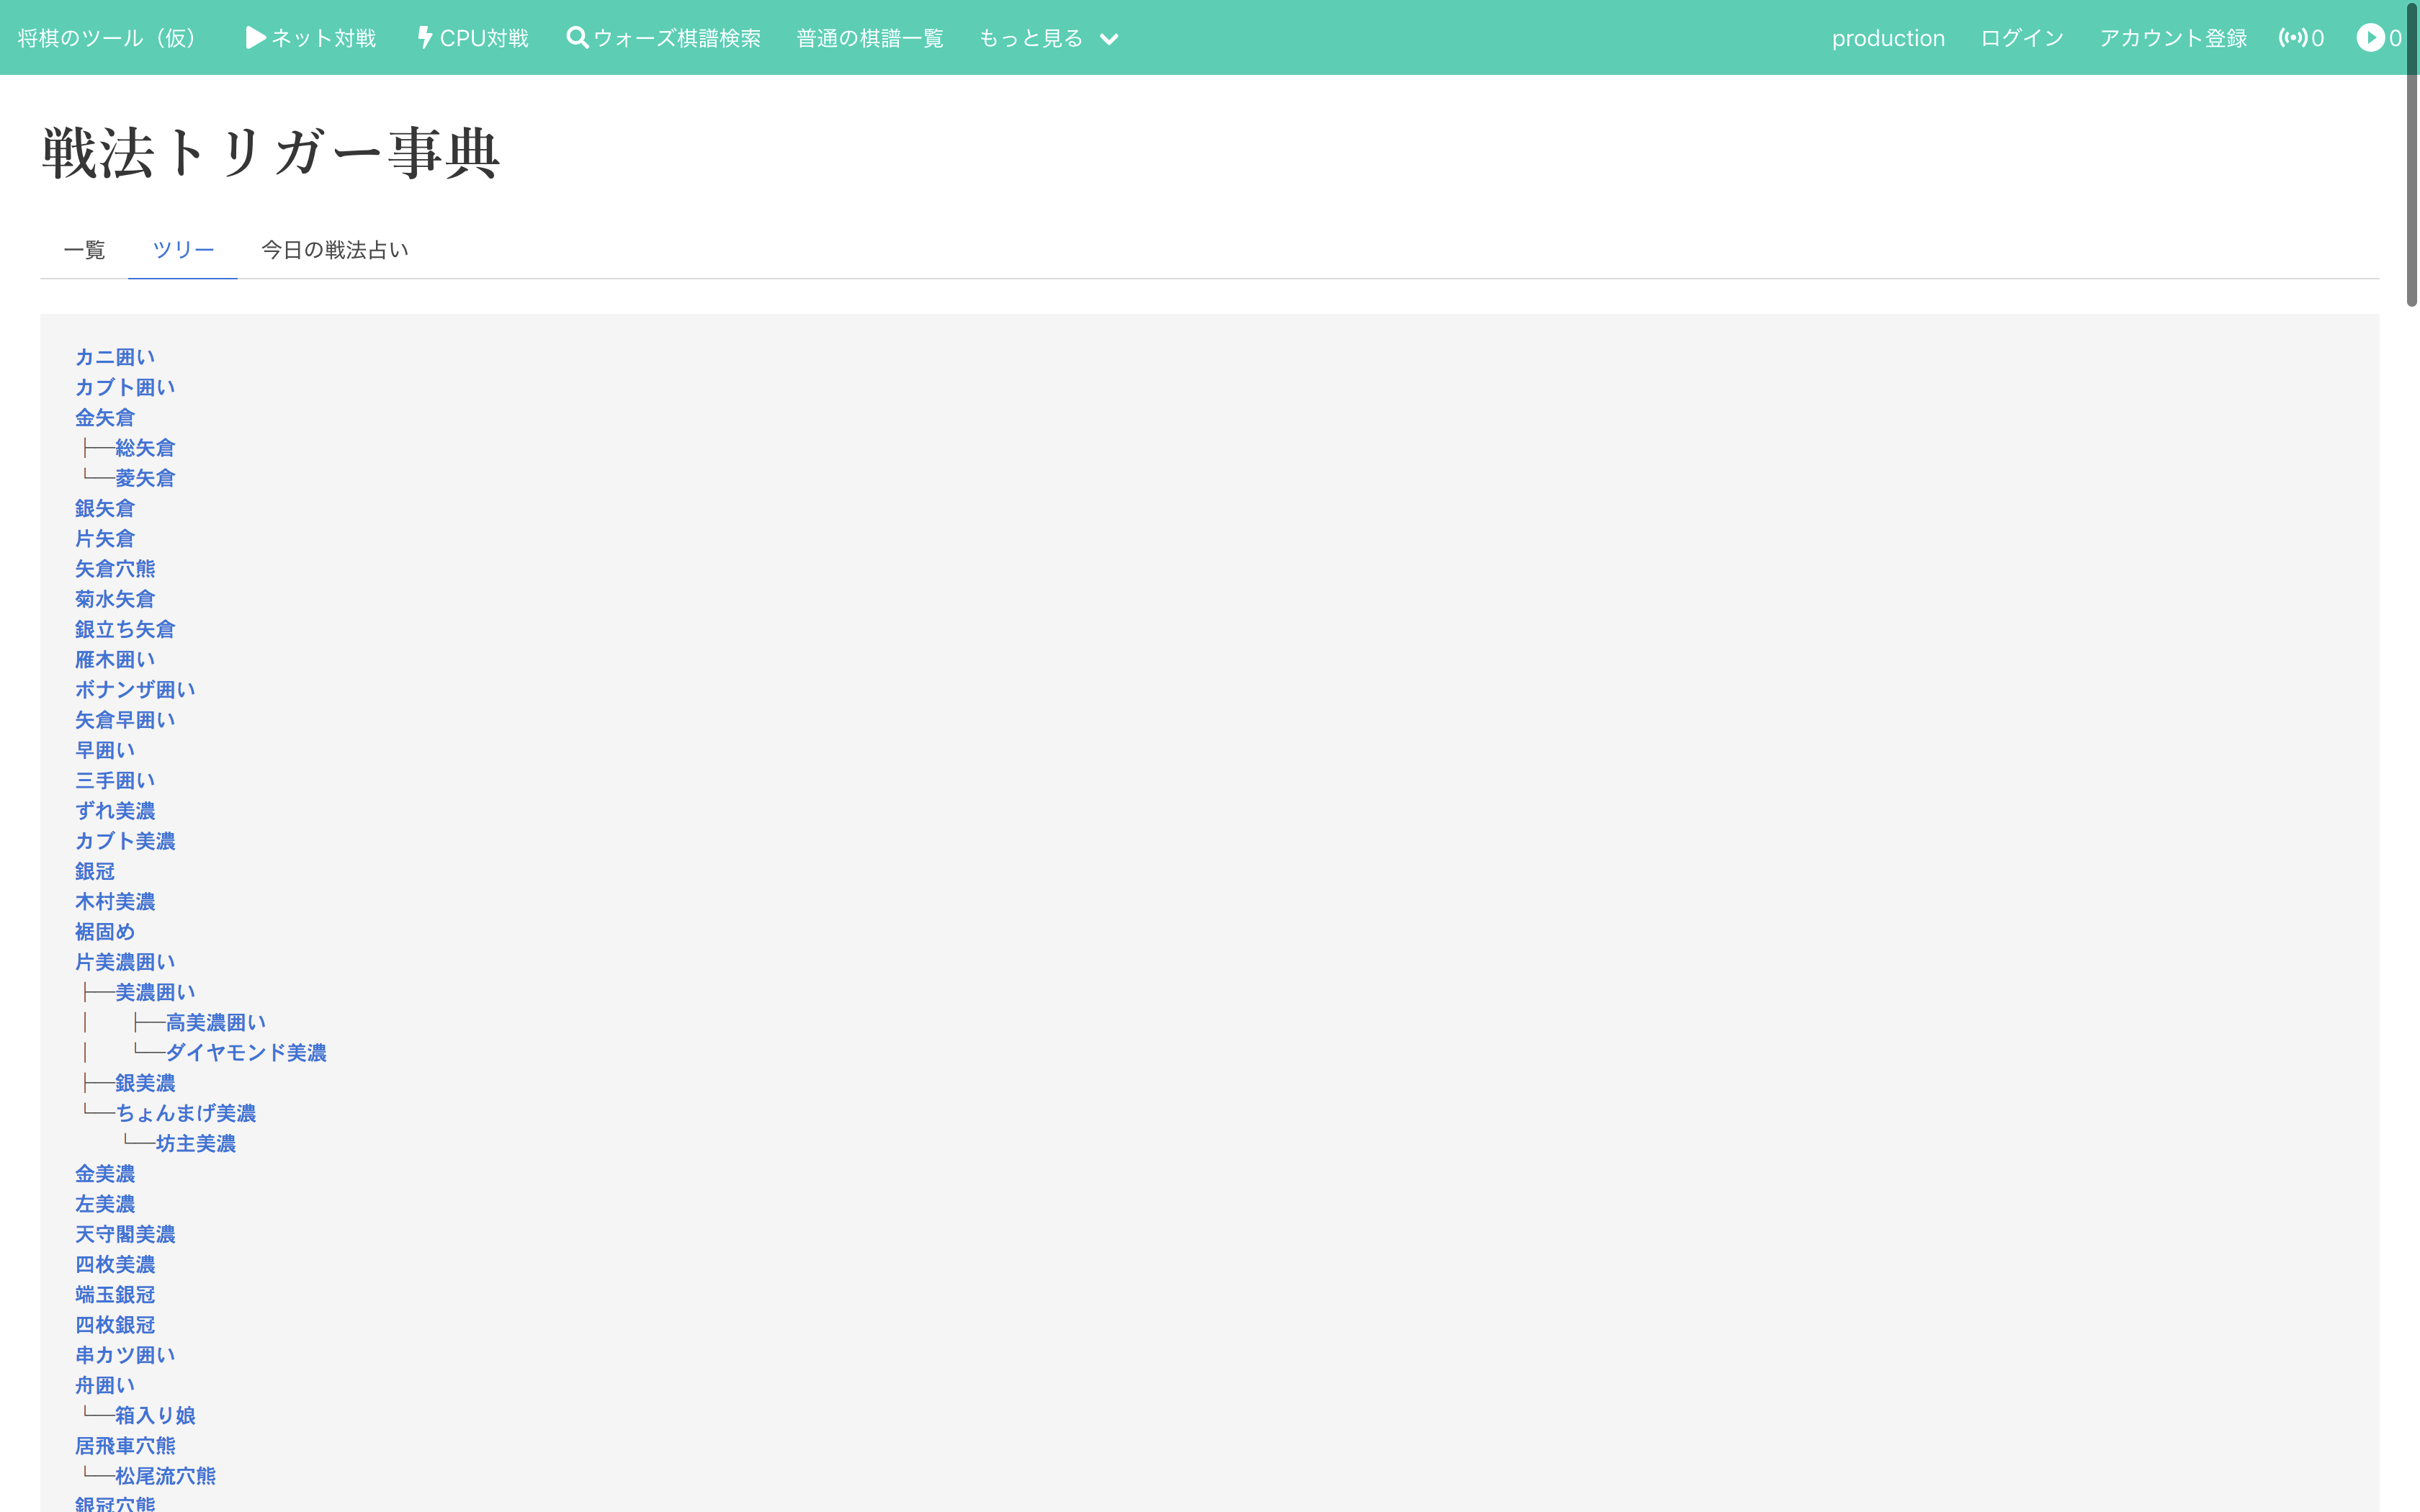 将棋のツール（仮） ネット対戦 CPU対戦 ウォーズ棋譜検索 普通の棋譜一覧 もっと見る production ログイン アカウント登録 0 0
戦法トリガー事典
一覧 ツリー 今日の戦法占い
カニ囲い
カブト囲い
金矢倉
├─総矢倉
└─菱矢倉
銀矢倉
片矢倉
矢倉穴熊
菊水矢倉
銀立ち矢倉
雁木囲い
ボナンザ囲い
矢倉早囲い
早囲い
三手囲い
ずれ美濃
カブト美濃
銀冠
木村美濃
裾固め
片美濃囲い
├─美濃囲い
│ ├─高美濃囲い
│ └─ダイヤモンド美濃
├─銀美濃
└─ちょんまげ美濃
└─坊主美濃
金美濃
左美濃
天守閣美濃
四枚美濃
端玉銀冠
四枚銀冠
串カツ囲い
舟囲い
└─箱入り娘
居飛車穴熊
└─松尾流穴熊
銀冠穴熊